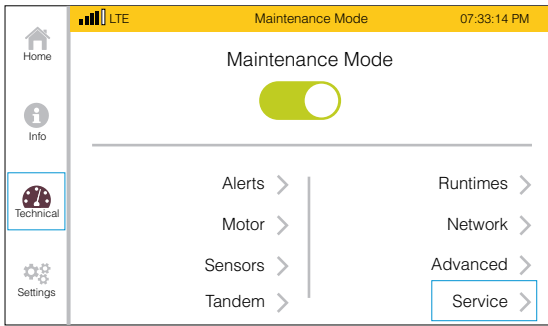 LTE Maintenance Mode 07:33:14 PM
Home
Info
Technical
Settings
Maintenance Mode
Alerts
Motor
Sensors
Tandem
Runtimes
Network
Advanced
Service